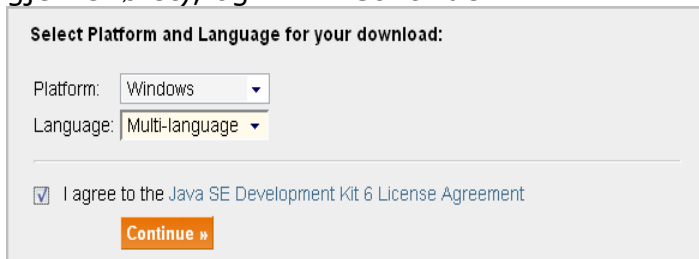 Select Platform and Language for your download:
Platform: Windows
Language: Multi-language
I agree to the Java SE Development Kit 6 License Agreement
Continue »